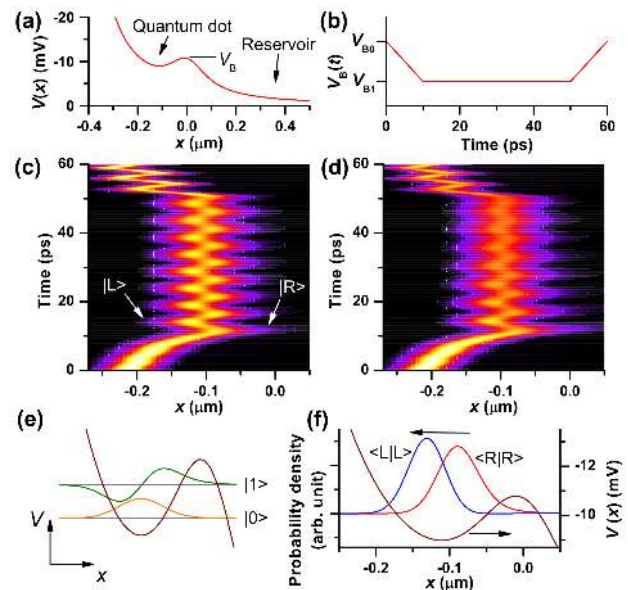 (a)
Quantum dot
Reservoir
V_B
V(x) (mV)
-20
-10
0
-0.4 -0.2 0.0 0.2 0.4
x (μm)
(b)
V_B(t)
V_B0
V_B1
0 20 40 60
Time (ps)
(c)
Time (ps)
60
40
20
0
|L>
|R>
-0.2 -0.1 0.0
x (μm)
(d)
Time (ps)
60
40
20
0
-0.2 -0.1 0.0
x (μm)
(e)
|1>
|0>
V
x
(f)
<L|L>
<R|R>
Probability density
(arb. unit)
-12
-10
V (x) (mV)
-0.2 -0.1 0.0
x (μm)